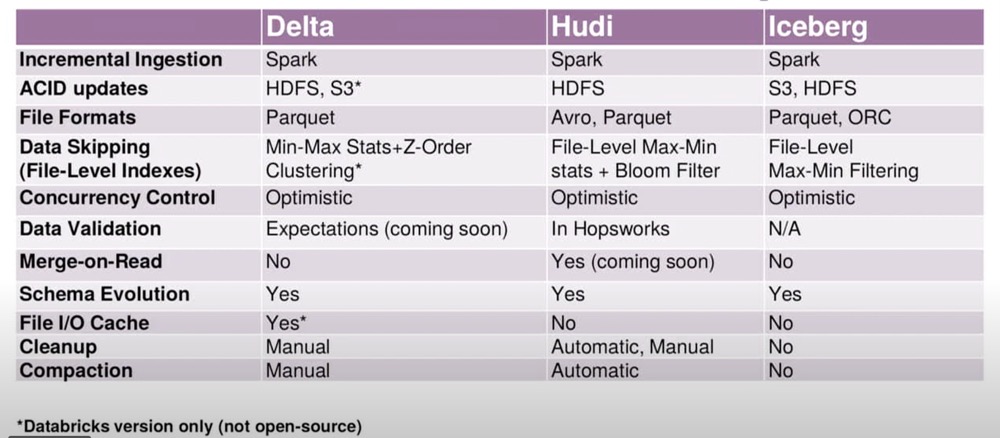 Delta Hudi Iceberg
Incremental Ingestion Spark Spark Spark
ACID updates HDFS, S3* HDFS S3, HDFS
File Formats Parquet Avro, Parquet Parquet, ORC
Data Skipping Min-Max Stats+Z-Order File-Level Max-Min File-Level
(File-Level Indexes) Clustering* stats + Bloom Filter Max-Min Filtering
Concurrency Control Optimistic Optimistic Optimistic
Data Validation Expectations (coming soon) In Hopsworks N/A
Merge-on-Read No Yes (coming soon) No
Schema Evolution Yes Yes Yes
File I/O Cache Yes* No No
Cleanup Manual Automatic, Manual No
Compaction Manual Automatic No
*Databricks version only (not open-source)